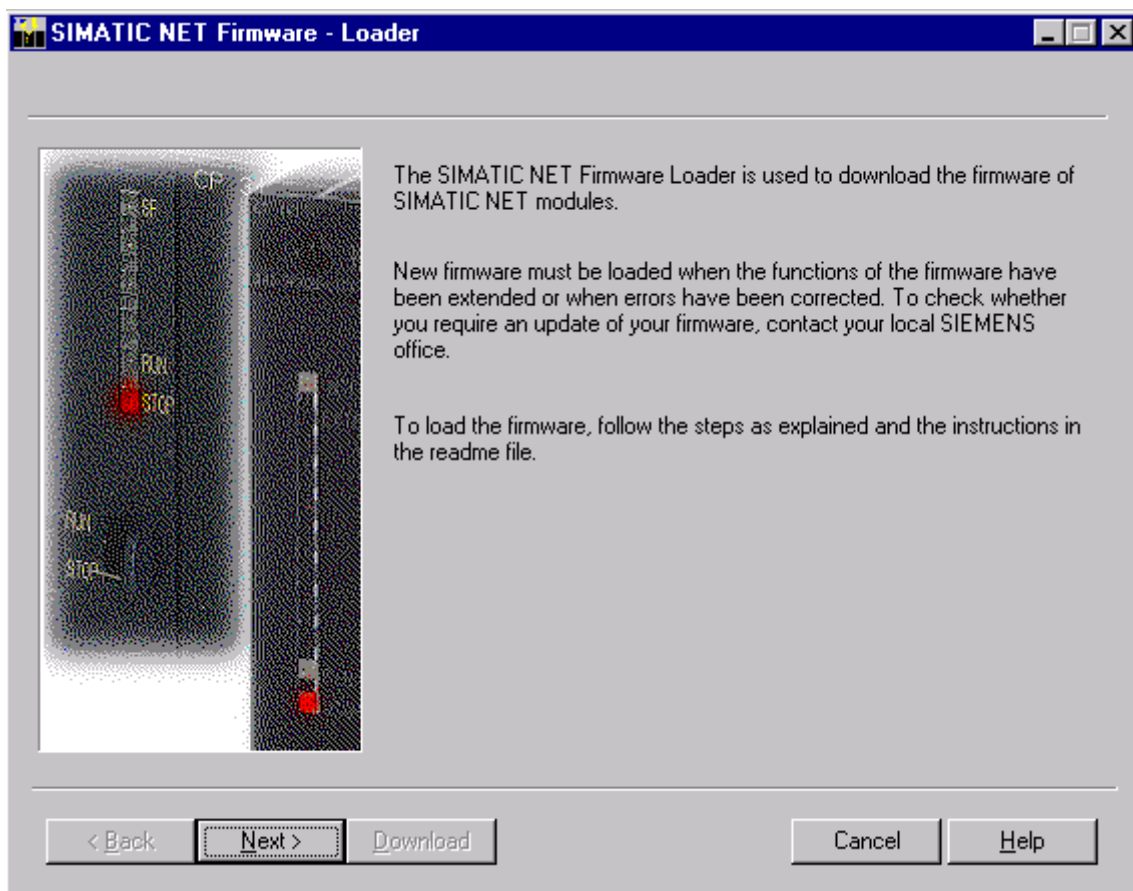 SIMATIC NET Firmware - Loader
CP 3
SF
RUN
STOP
RUN
STOP
The SIMATIC NET Firmware Loader is used to download the firmware of
SIMATIC NET modules.
New firmware must be loaded when the functions of the firmware have
been extended or when errors have been corrected. To check whether
you require an update of your firmware, contact your local SIEMENS
office.
To load the firmware, follow the steps as explained and the instructions in
the readme file.
< Back
Next >
Download
Cancel
Help